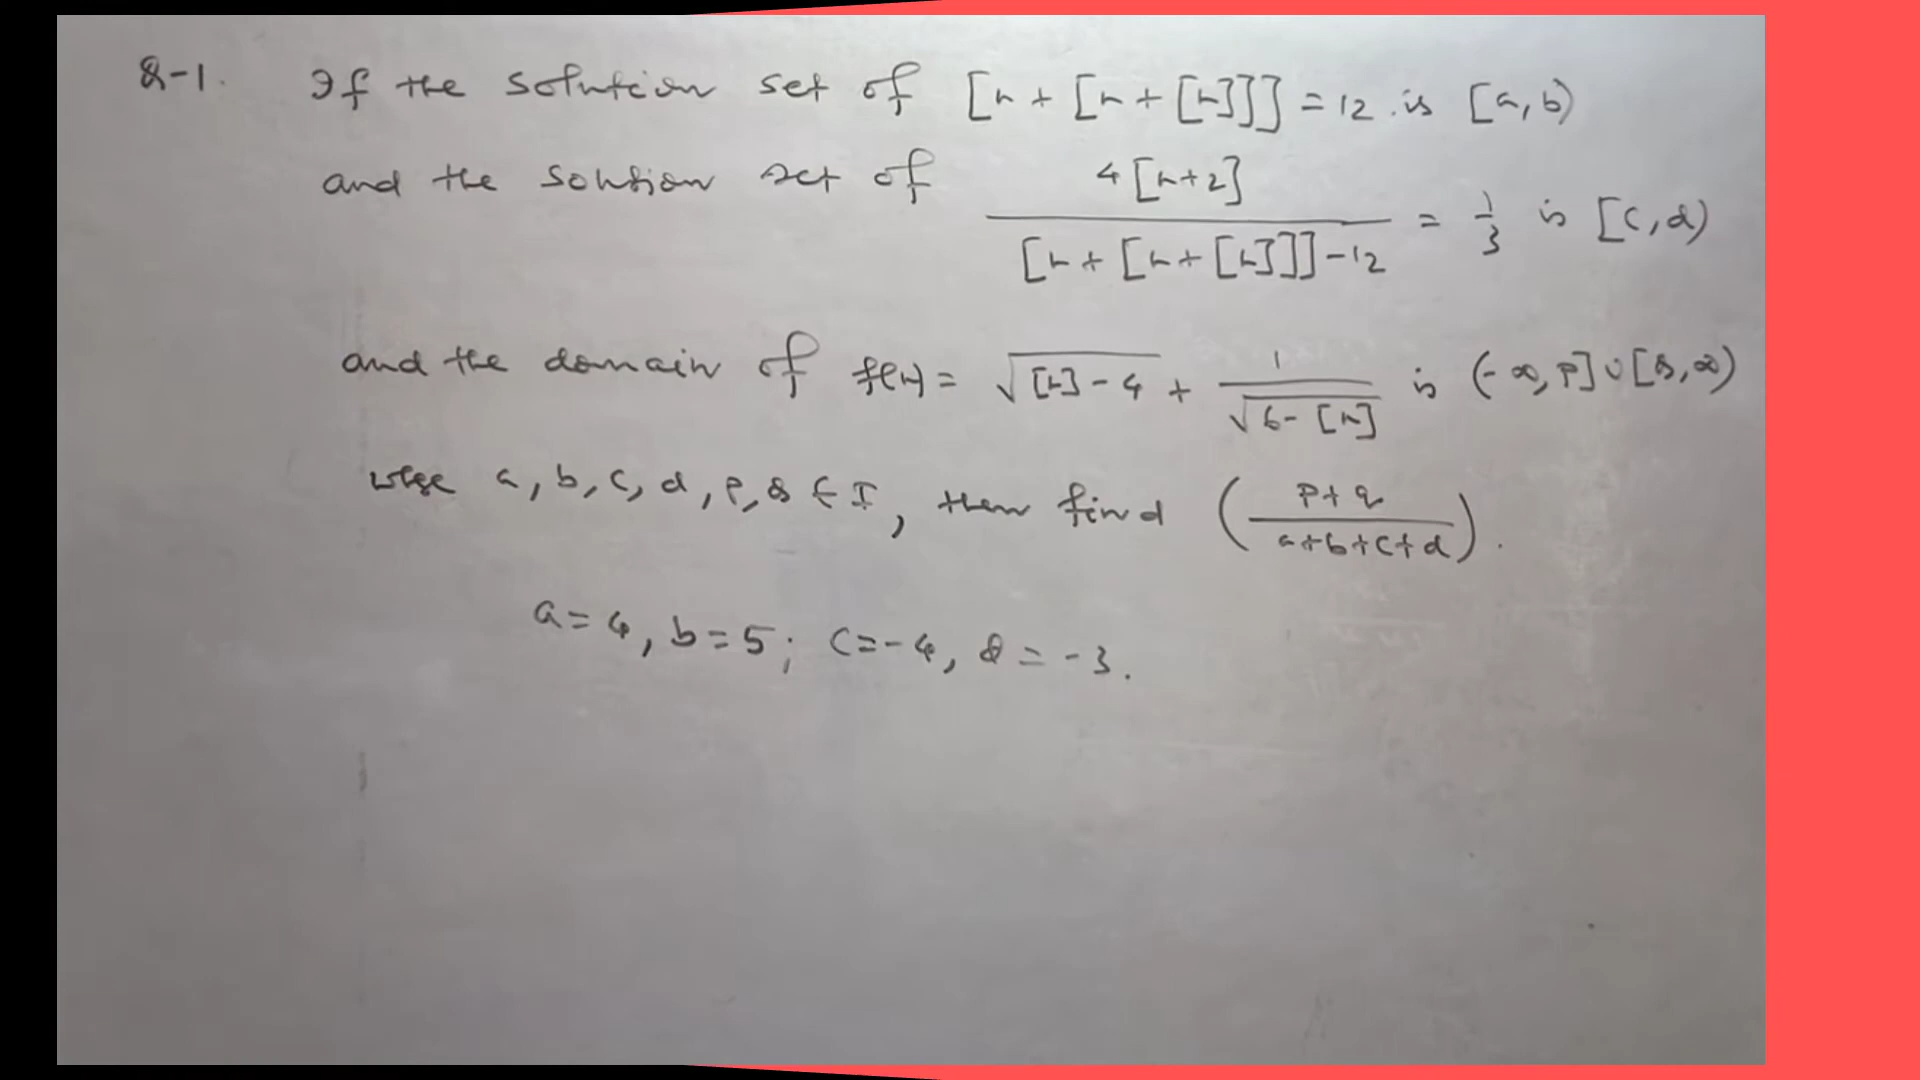 Q-1. If the solution set of [x + [x + [x]]] = 12 is [a, b)
and the solution set of 4[x+2] / [x + [x + [x]]] - 12 = 1/3 is [c, d)
and the domain of f(x) = √([x] - 4) + 1/√(6 - [x]) is (-∞, p] ∪ [q, ∞)
where a, b, c, d, p, q ∈ I, then find (p+q / a+b+c+d).
a = 4, b = 5; c = -4, d = -3.